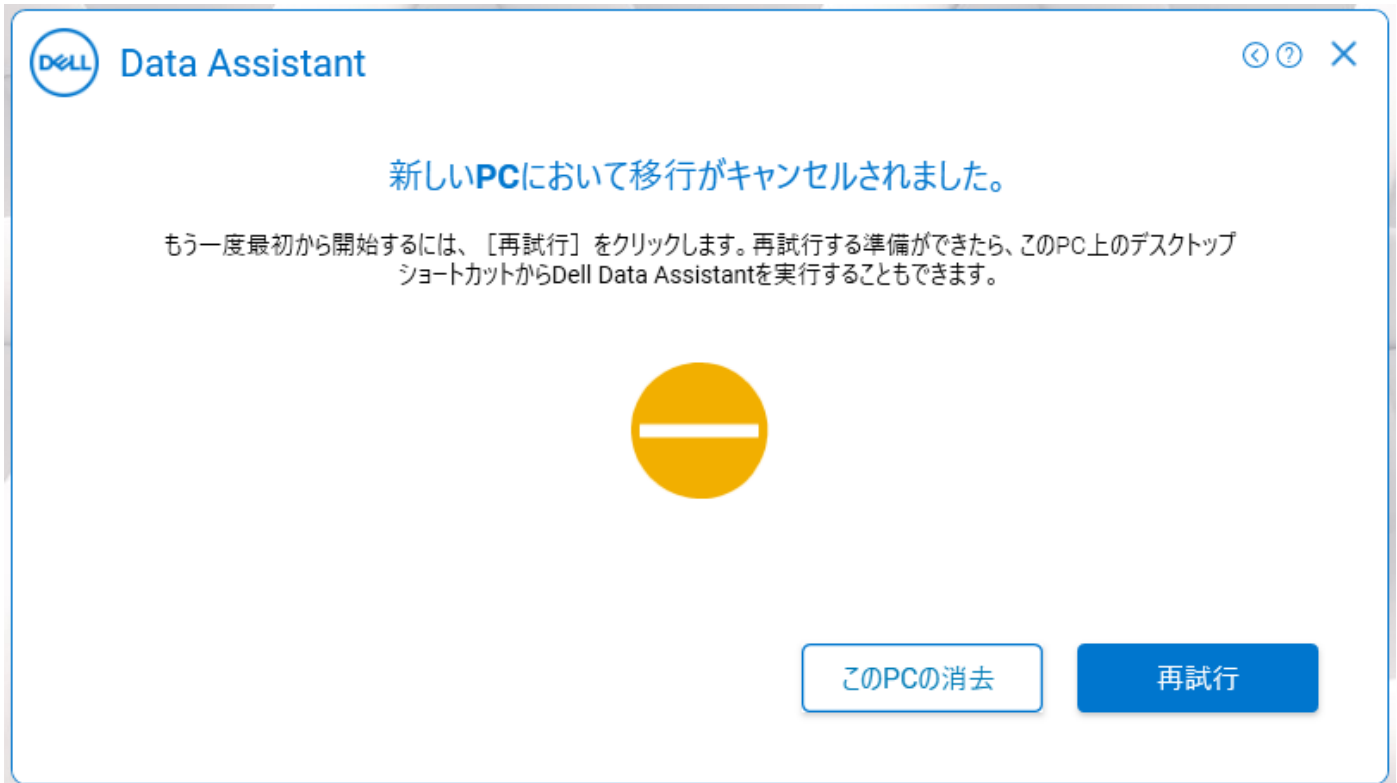 DELL
Data Assistant
新しいPCにおいて移行がキャンセルされました。
もう一度最初から開始するには、［再試行］をクリックします。再試行する準備ができたら、このPC上のデスクトップ
ショートカットからDell Data Assistantを実行することもできます。
このPCの消去
再試行